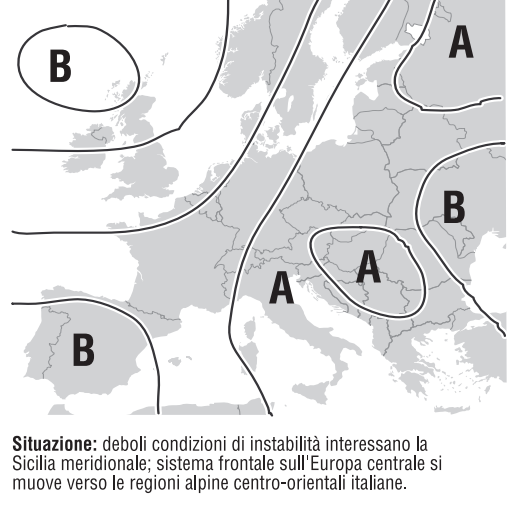 B
A
B
A
A
B
Situazione: deboli condizioni di instabilità interessano la
Sicilia meridionale; sistema frontale sull'Europa centrale si
muove verso le regioni alpine centro-orientali italiane.